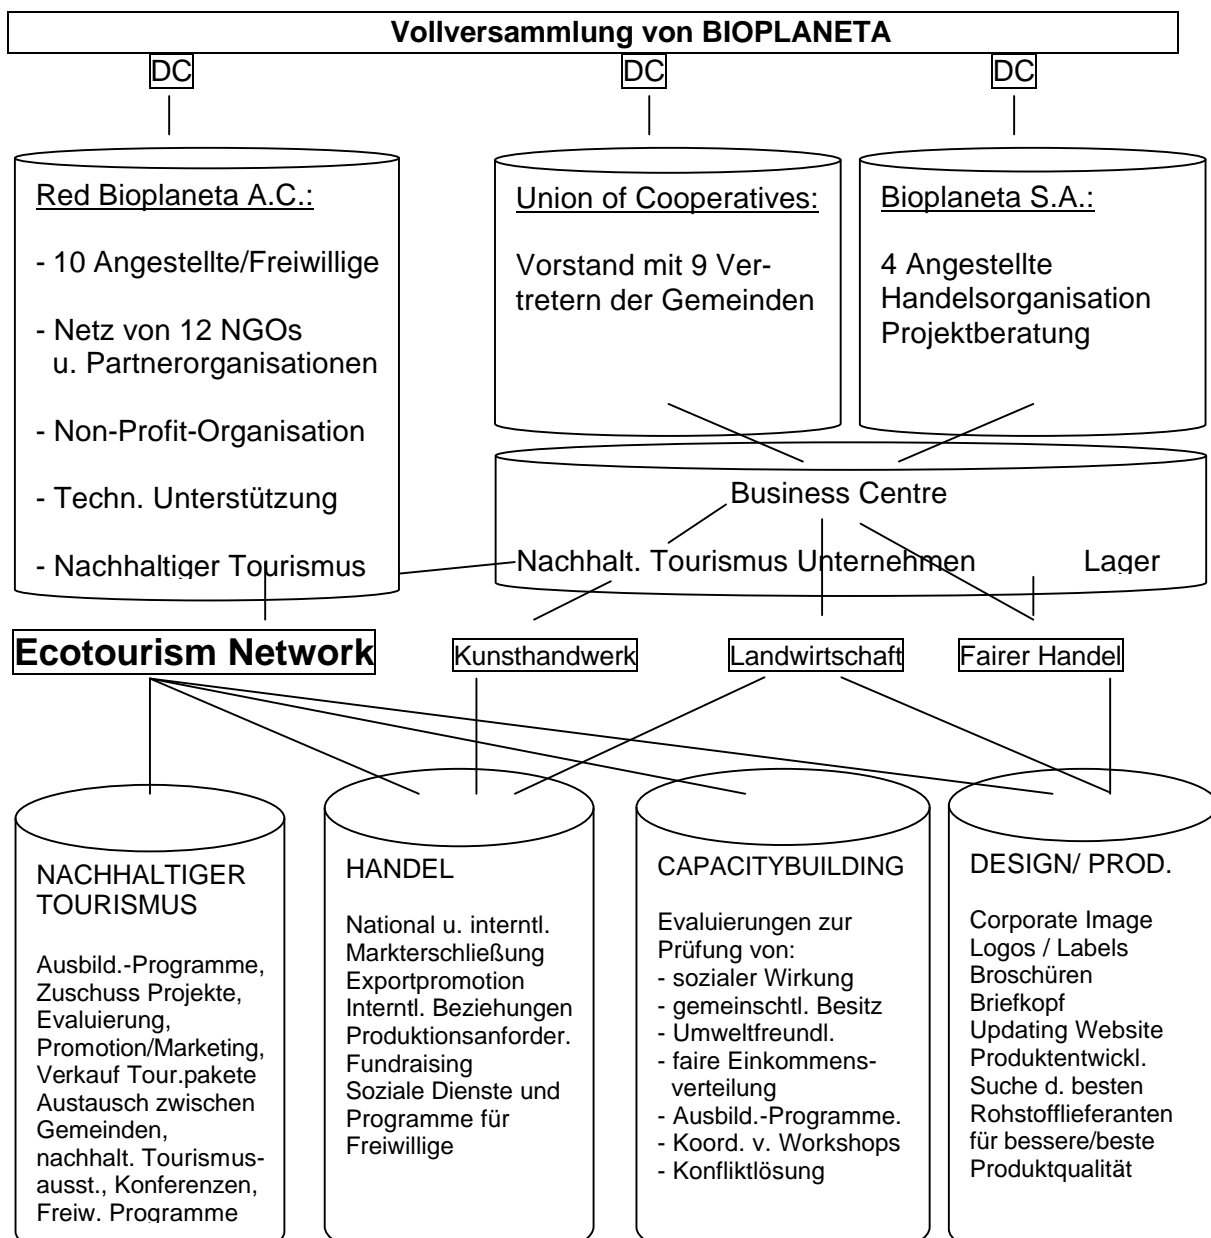 Vollversammlung von BIOPLANETA
DC
DC
DC
Red Bioplaneta A.C.:
- 10 Angestellte/Freiwillige
- Netz von 12 NGOs
u. Partnerorganisationen
- Non-Profit-Organisation
- Techn. Unterstützung
- Nachhaltiger Tourismus
Union of Cooperatives:
Vorstand mit 9 Ver-
tretern der Gemeinden
Bioplaneta S.A.:
4 Angestellte
Handelsorganisation
Projektberatung
Business Centre
Nachhalt. Tourismus Unternehmen
Lager
Ecotourism Network
Kunsthandwerk
Landwirtschaft
Fairer Handel
NACHHALTIGER
TOURISMUS
Ausbild.-Programme,
Zuschuss Projekte,
Evaluierung,
Promotion/Marketing,
Verkauf Tour.pakete
Austausch zwischen
Gemeinden,
nachhalt. Tourismus-
ausst., Konferenzen,
Freiw. Programme
HANDEL
National u. interntl.
Markterschließung
Exportpromotion
Interntl. Beziehungen
Produktionsanforder.
Fundraising
Soziale Dienste und
Programme für
Freiwillige
CAPACITYBUILDING
Evaluierungen zur
Prüfung von:
- sozialer Wirkung
- gemeinschtl. Besitz
- Umweltfreundl.
- faire Einkommens-
verteilung
- Ausbild.-Programme.
- Koord. v. Workshops
- Konfliktlösung
DESIGN/ PROD.
Corporate Image
Logos / Labels
Broschüren
Briefkopf
Updating Website
Produktentwickl.
Suche d. besten
Rohstofflieferanten
für bessere/beste
Produktqualität